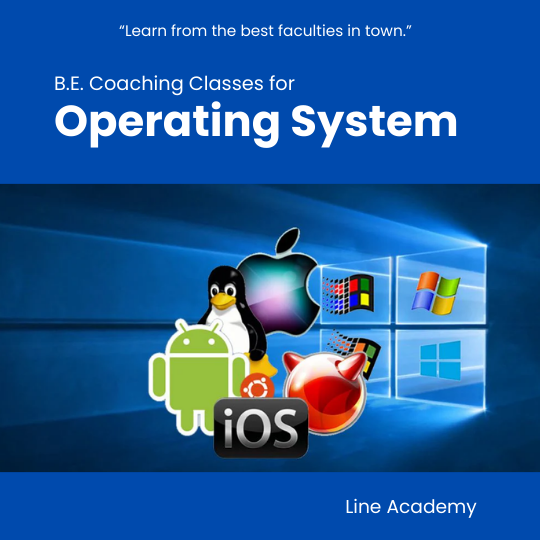 “Learn from the best faculties in town.”
B.E. Coaching Classes for
Operating System
iOS
Line Academy